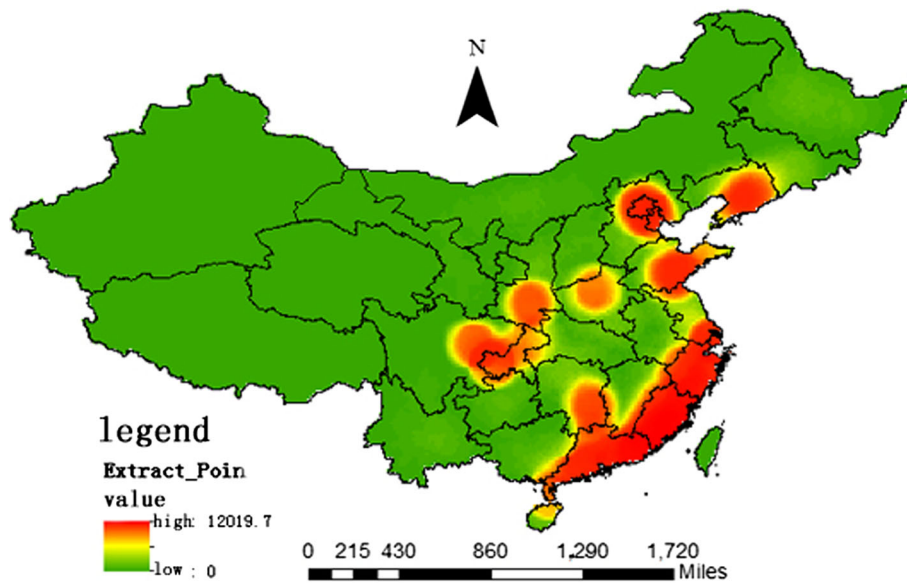 N
legend
Extract_Poin
value
high: 12019.7
low : 0
0 215 430 860 1,290 1,720
Miles